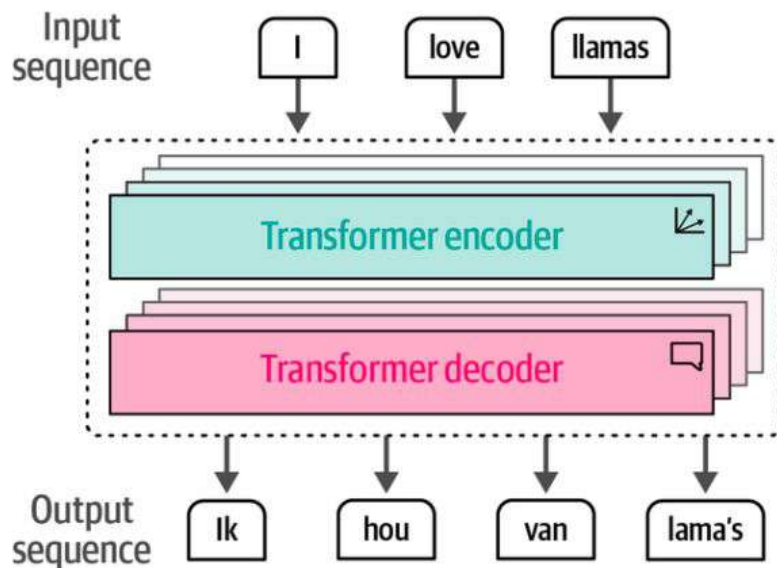 Input
sequence
I love llamas
Transformer encoder
Transformer decoder
Output
sequence
Ik hou van lama's